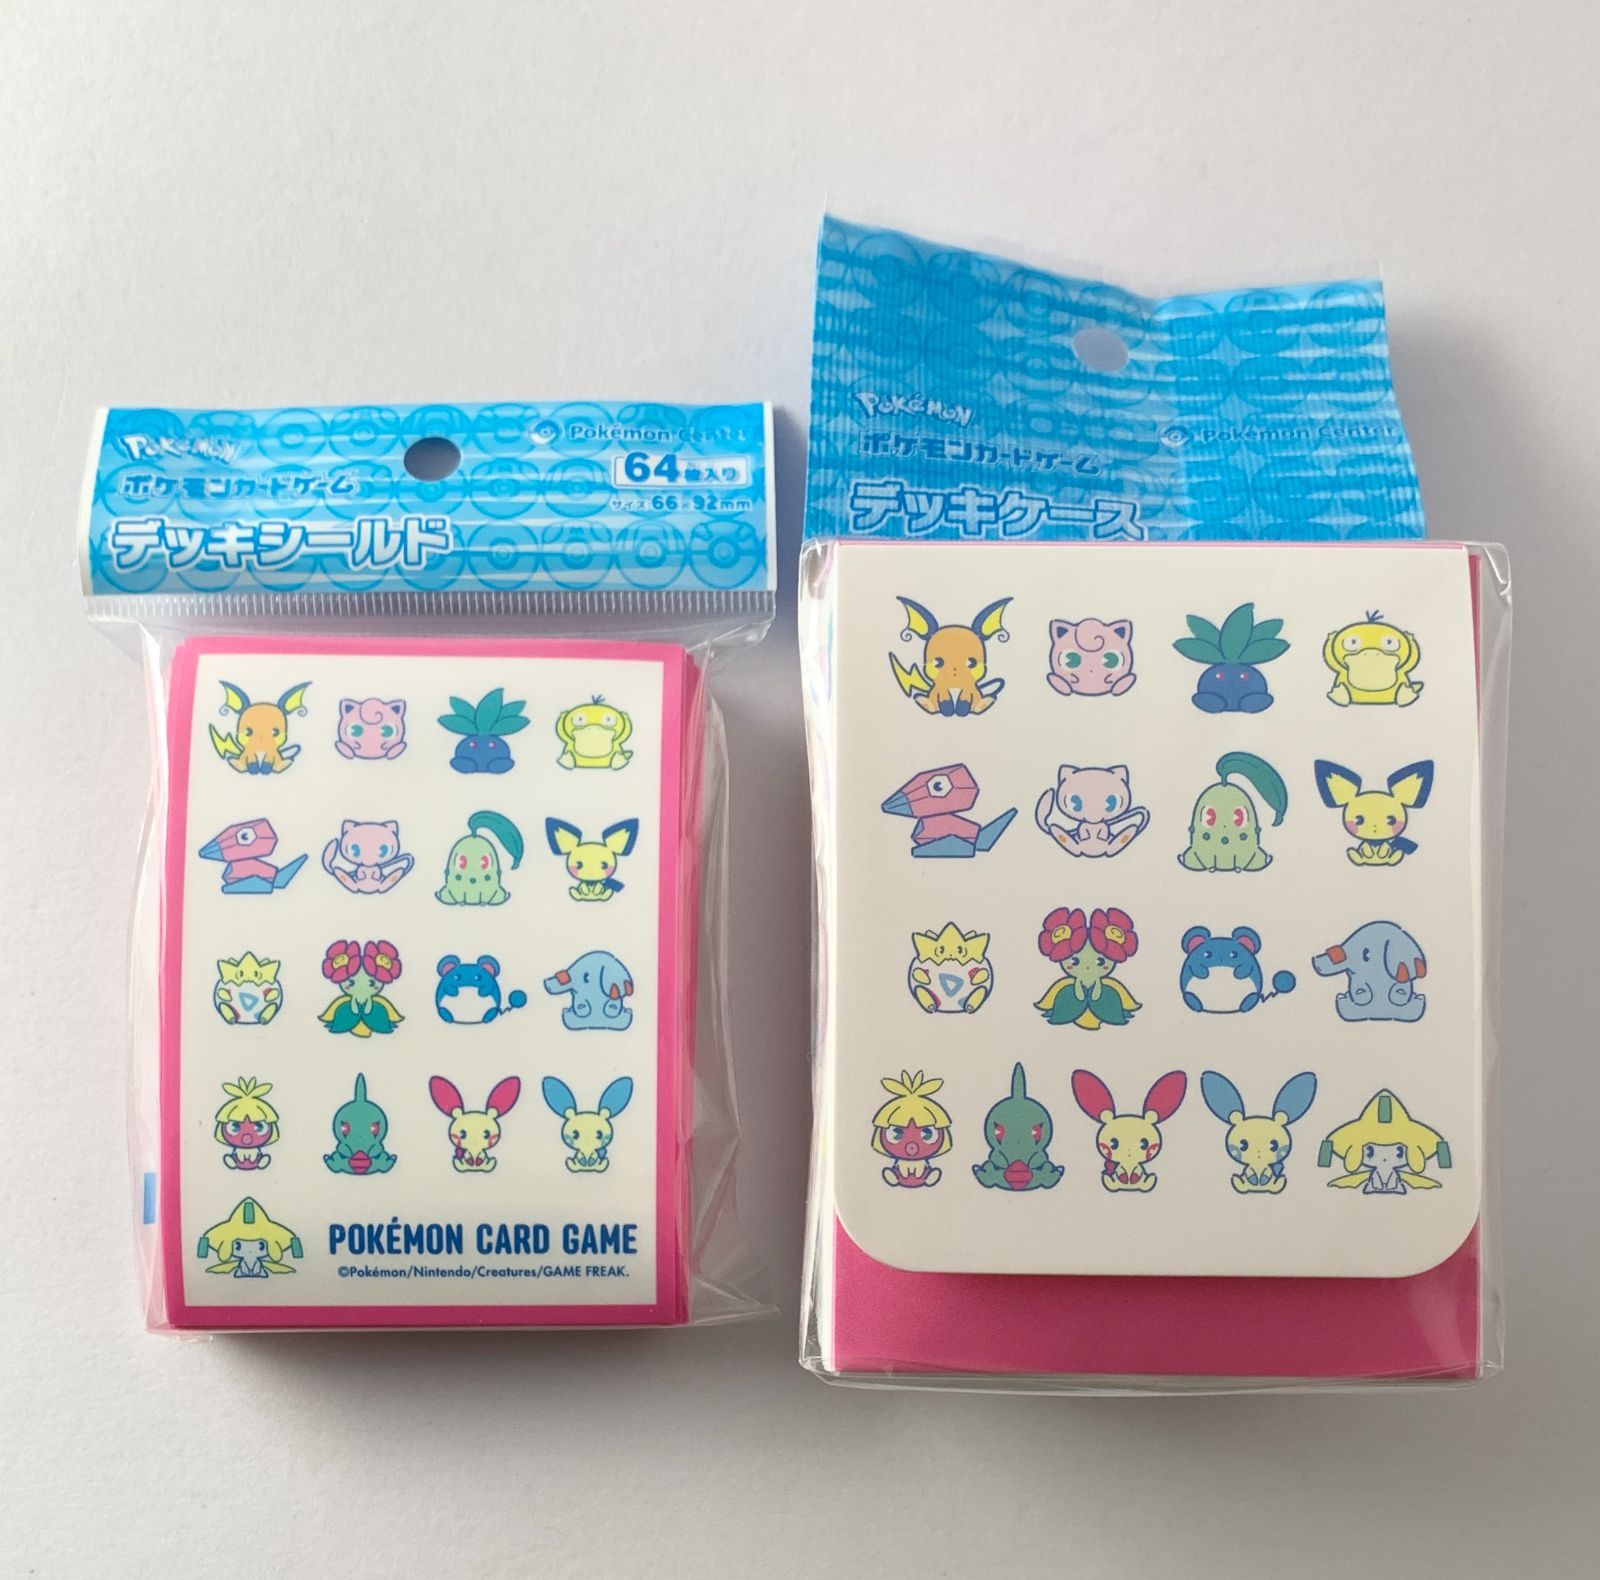 POKÉMON
Pokémon Center
ポケモンカードゲーム
64枚入り
サイズ:66×92mm
デッキシールド
POKÉMON CARD GAME
©Pokémon/Nintendo/Creatures/GAME FREAK.
POKÉMON
ポケモンカードゲーム
Pokémon Center
デッキケース